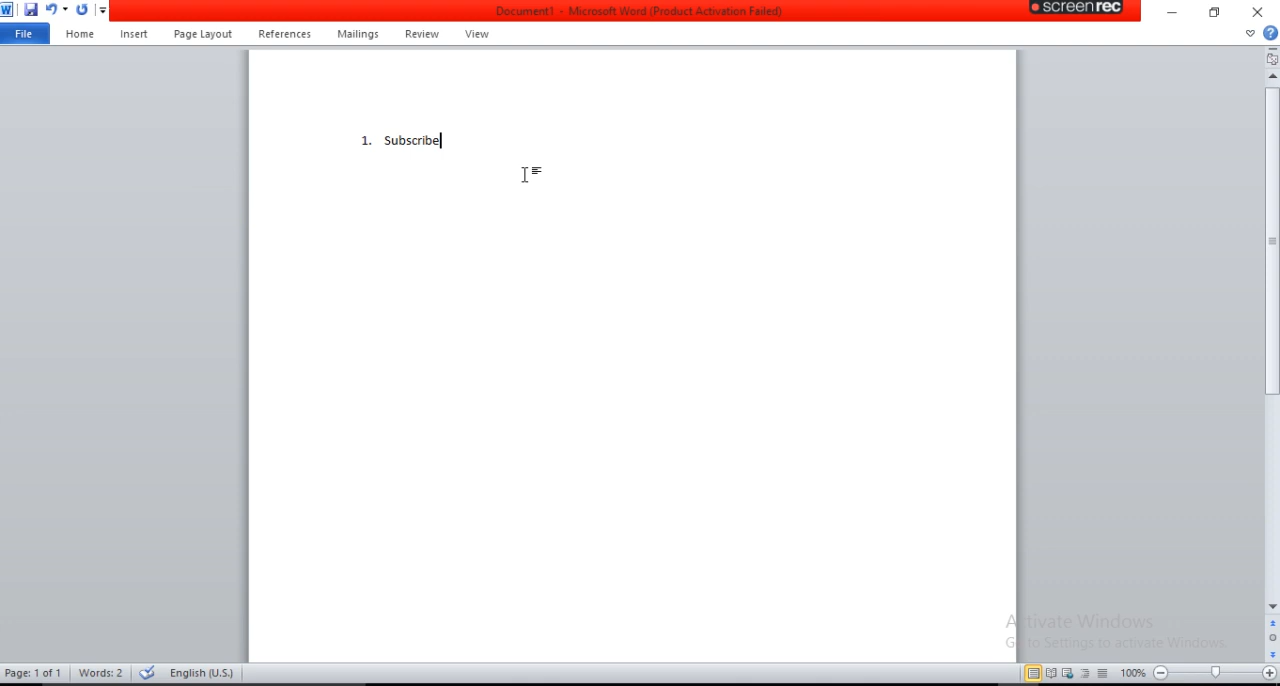 Document1 - Microsoft Word (Product Activation Failed)
screenrec
File Home Insert Page Layout References Mailings Review View
1. Subscribe
Activate Windows
Go to Settings to activate Windows.
Page: 1 of 1 Words: 2 English (U.S.) 100%